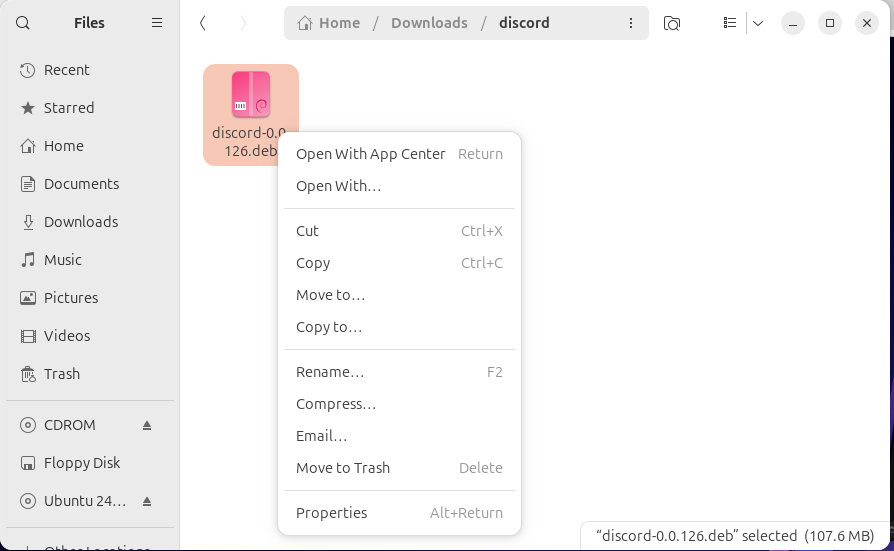 Files
Home / Downloads / discord
Recent
Starred
Home
Documents
Downloads
Music
Pictures
Videos
Trash
CDROM
Floppy Disk
Ubuntu 24…
Other Locations
discord-0.0.
126.deb
Open With App Center Return
Open With…
Cut Ctrl+X
Copy Ctrl+C
Move to…
Copy to…
Rename… F2
Compress…
Email…
Move to Trash Delete
Properties Alt+Return
“discord-0.0.126.deb” selected (107.6 MB)